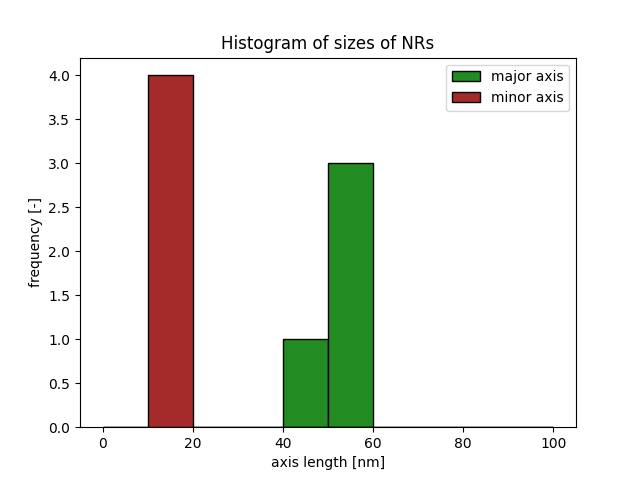 Histogram of sizes of NRs
major axis
minor axis
4.0
3.5
3.0
2.5
2.0
1.5
1.0
0.5
0.0
frequency [-]
0 20 40 60 80 100
axis length [nm]